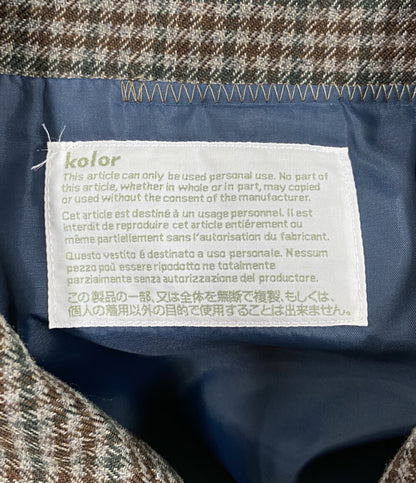 kolor
This article can only be used personal use. No part of
this article, whether in whole or in part, may copied
or used without the consent of the manufacturer.
Cet article est destiné à un usage personnel. Il est
interdit de reproduire cet article entiérement ou
même partiellement sans l'autorisation du fabricant.
Questo vestito é destinato a uso personale. Nessum
pezzo poú essere ripodotto ne totalmente
parziaimente senza autorizzazione del productore.
この製品の一部、又は全体を無断で複製、もしくは、
個人の着用以外の目的で使用することは出来ません。